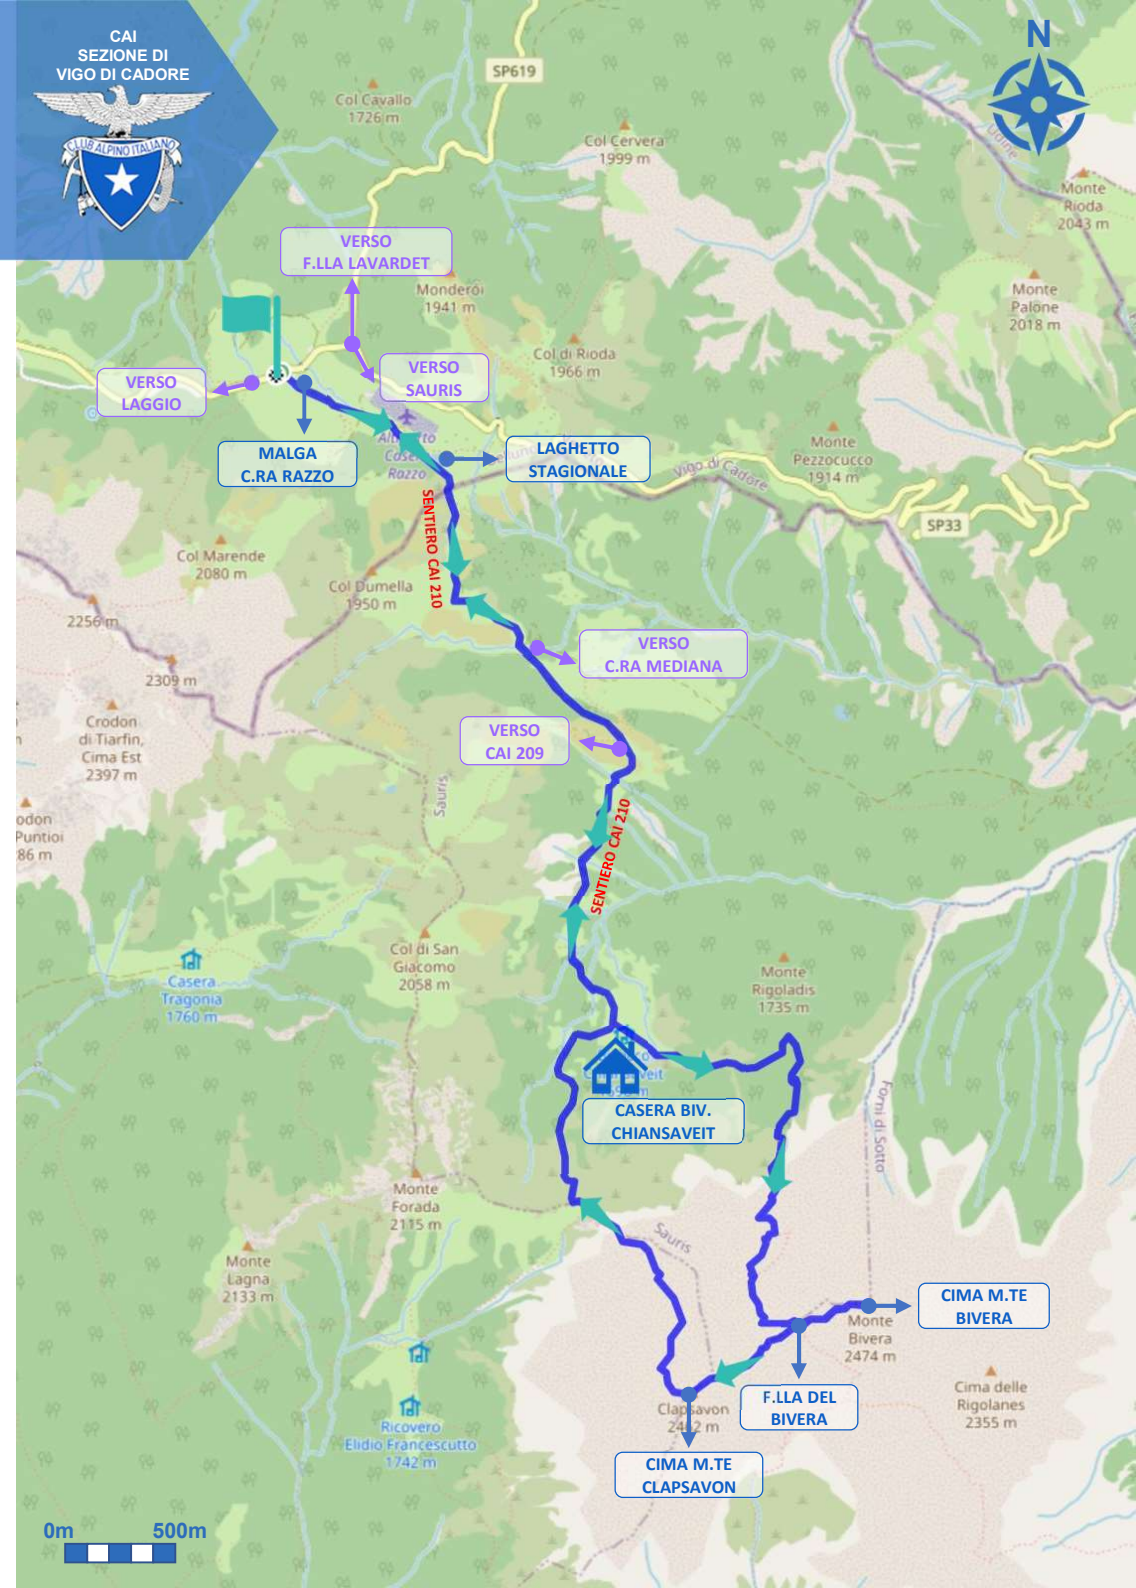 CAI
SEZIONE DI
VIGO DI CADORE
CLUB ALPINO ITALIANO
N
SP619
Col Cavallo
1726 m
Col Cervera
1999 m
Udine
Monte
Rioda
2043 m
VERSO
F.LLA LAVARDET
Monderói
1941 m
Monte
Palone
2018 m
Col di Rioda
1966 m
VERSO
SAURIS
VERSO
LAGGIO
MALGA
C.RA RAZZO
Razzo
LAGHETTO
STAGIONALE
Vigo di Cadore
Monte
Pezzocucco
1914 m
SP33
SENTIERO CAI 210
Col Marende
2080 m
Col Dumella
1950 m
2256 m
2309 m
VERSO
C.RA MEDIANA
Crodon
di Tiarfin,
Cima Est
2397 m
VERSO
CAI 209
Sauris
odon
Puntioi
86 m
SENTIERO CAI 210
Col di San
Giacomo
2058 m
Casera
Tragonia
1760 m
Monte
Rigoladis
1735 m
CASERA BIV.
CHIANSAVEIT
Forni di Sotto
Monte
Forada
2115 m
Sauris
Monte
Lagna
2133 m
CIMA M.TE
BIVERA
Monte
Bivera
2474 m
Cima delle
Rigolanes
2355 m
F.LLA DEL
BIVERA
Clapsavon
Ricovero
Elidio Francescutto
1742 m
CIMA M.TE
CLAPSAVON
0m 500m